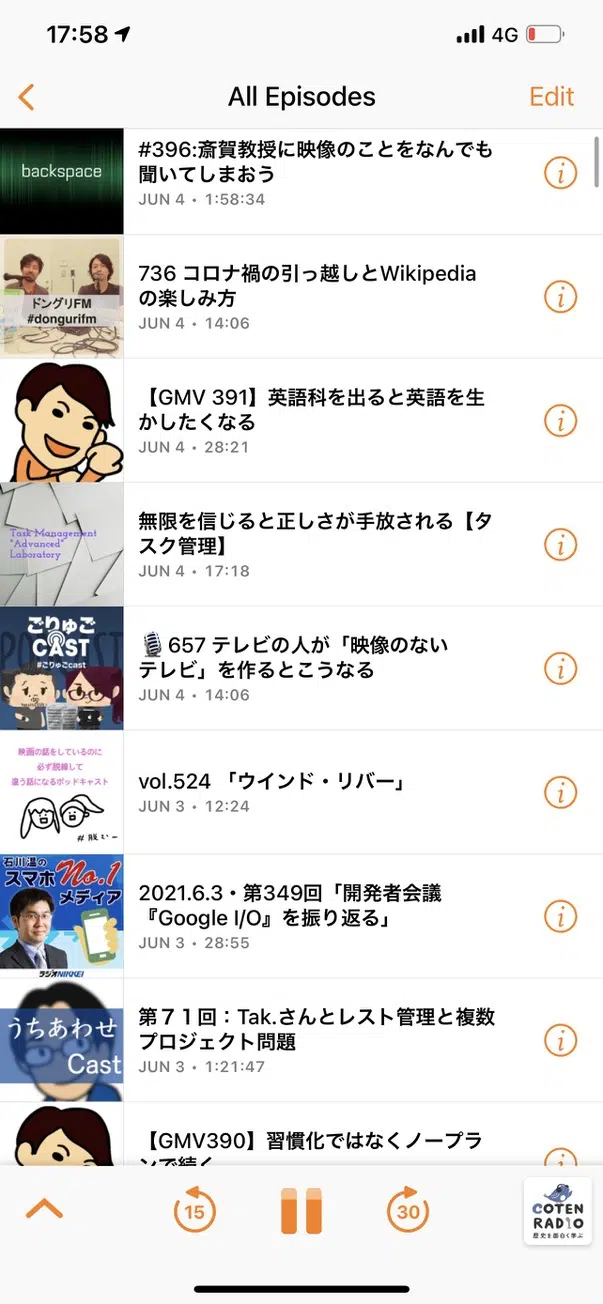 17:58
4G
All Episodes
Edit
backspace
#396:斎賀教授に映像のことをなんでも
聞いてしまおう
JUN 4 • 1:58:34
ドングリFM
#dongurifm
736 コロナ禍の引っ越しとWikipedia
の楽しみ方
JUN 4 • 14:06
【GMV 391】英語科を出ると英語を生
かしたくなる
JUN 4 • 28:21
Task Management
"Advanced"
Laboratory
無限を信じると正しさが手放される【タ
スク管理】
JUN 4 • 17:18
ごりゅご
CAST
#ごりゅごcast
🎙657 テレビの人が「映像のない
テレビ」を作るとこうなる
JUN 4 • 14:06
映画の話をしているのに
必ず脱線して
違う話になるポッドキャスト
vol.524 「ウインド・リバー」
JUN 3 • 12:24
石川温の
スマホNo.1
メディア
ラジオNIKKEI
2021.6.3・第349回「開発者会議
『Google I/O』を振り返る」
JUN 3 • 28:55
うちあわせ
Cast
第７１回：Tak.さんとレスト管理と複数
プロジェクト問題
JUN 3 • 1:21:47
【GMV390】習慣化ではなくノープラ
ンで続く
15
30
COTEN
RADIO
歴史を面白く学ぶ